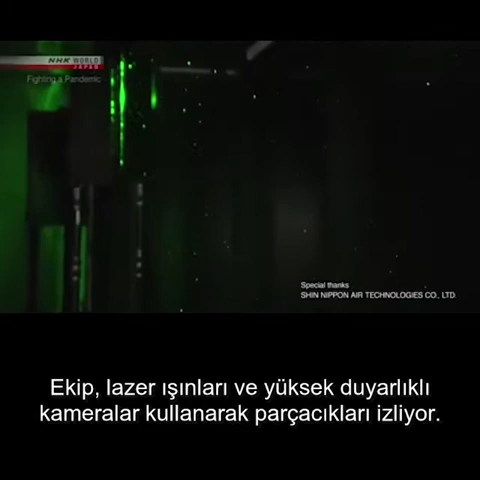 NHK WORLD
JAPAN
Fighting a Pandemic
Special thanks
SHIN NIPPON AIR TECHNOLOGIES CO., LTD
Ekip, lazer ışınları ve yüksek duyarlıklı
kameralar kullanarak parçacıkları izliyor.